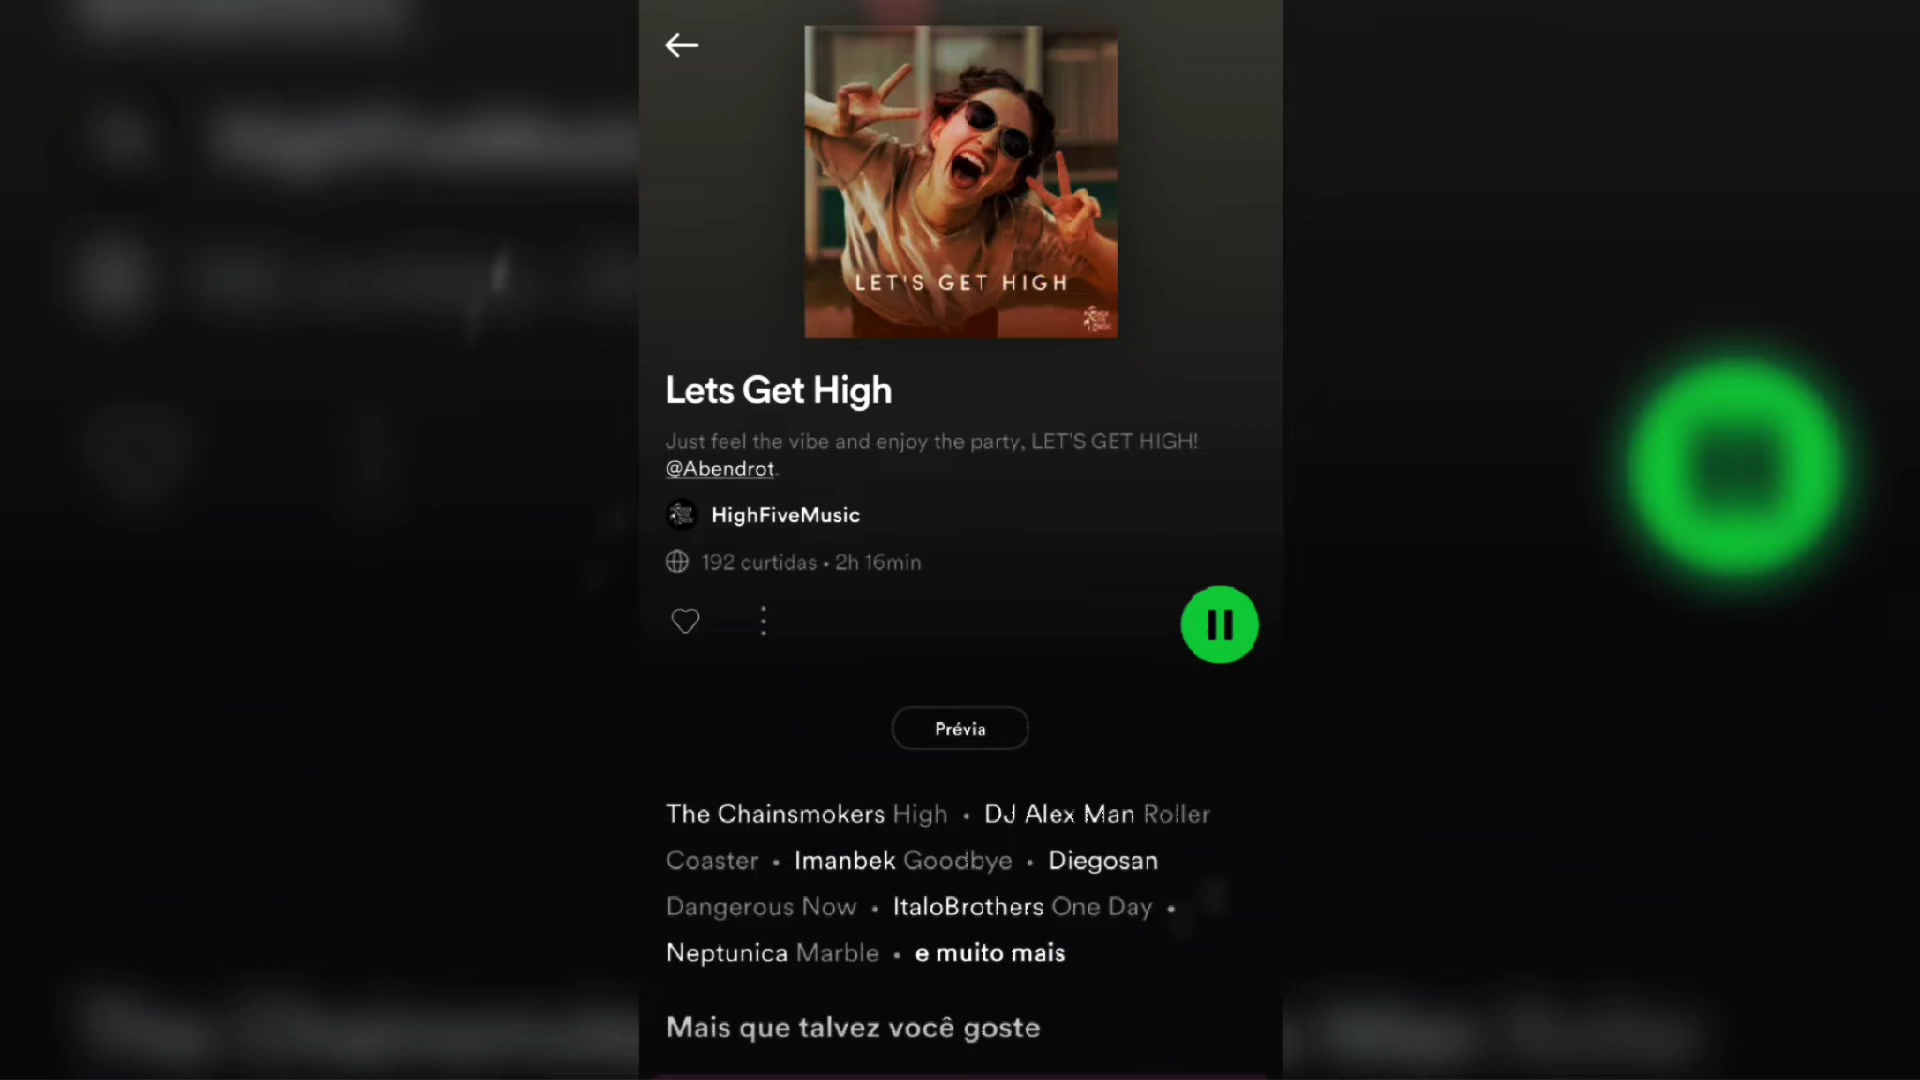 LET'S GET HIGH
Lets Get High
Just feel the vibe and enjoy the party, LET'S GET HIGH!
@Abendrot
HighFiveMusic
192 curtidas • 2h 16min
Prévia
The Chainsmokers High • DJ Alex Man Roller
Coaster • Imanbek Goodbye • Diegosan
Dangerous Now • ItaloBrothers One Day •
Neptunica Marble • e muito mais
Mais que talvez você goste